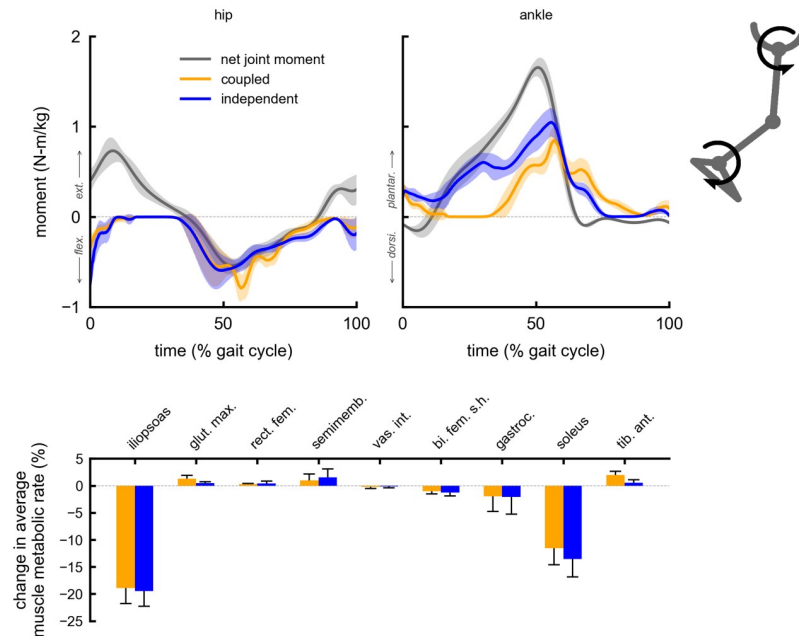 hip
ankle
2
1
0
−1
moment (N-m/kg)
ext. →
← flex.
net joint moment
coupled
independent
plantar. →
← dorsi.
0
50
100
0
50
100
time (% gait cycle)
time (% gait cycle)
iliopsoas
glut. max.
rect. fem.
semimemb.
vas. int.
bi. fem. s.h.
gastroc.
soleus
tib. ant.
change in average
muscle metabolic rate (%)
5
0
−5
−10
−15
−20
−25